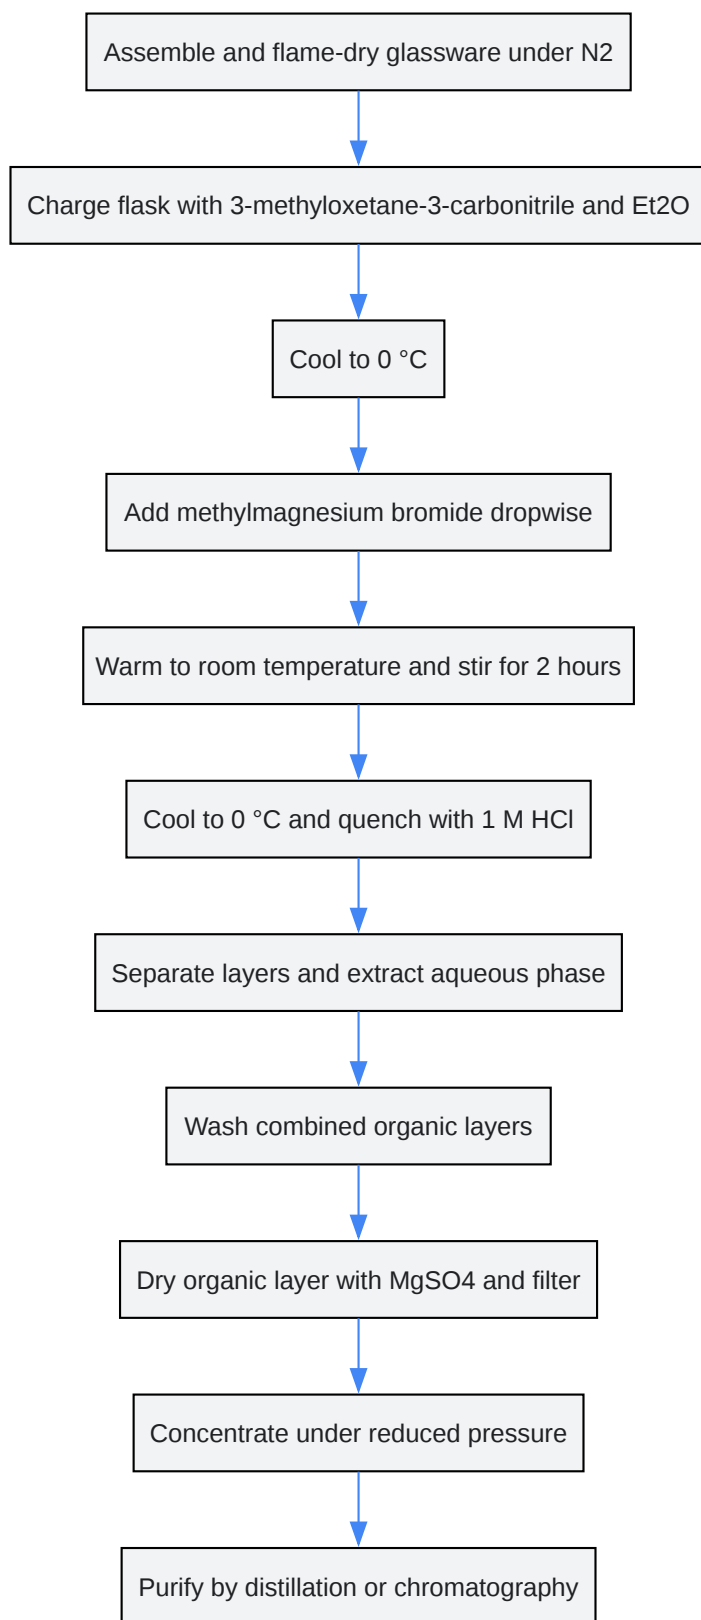 Assemble and flame-dry glassware under N2
Charge flask with 3-methyloxetane-3-carbonitrile and Et2O
Cool to 0 °C
Add methylmagnesium bromide dropwise
Warm to room temperature and stir for 2 hours
Cool to 0 °C and quench with 1 M HCl
Separate layers and extract aqueous phase
Wash combined organic layers
Dry organic layer with MgSO4 and filter
Concentrate under reduced pressure
Purify by distillation or chromatography